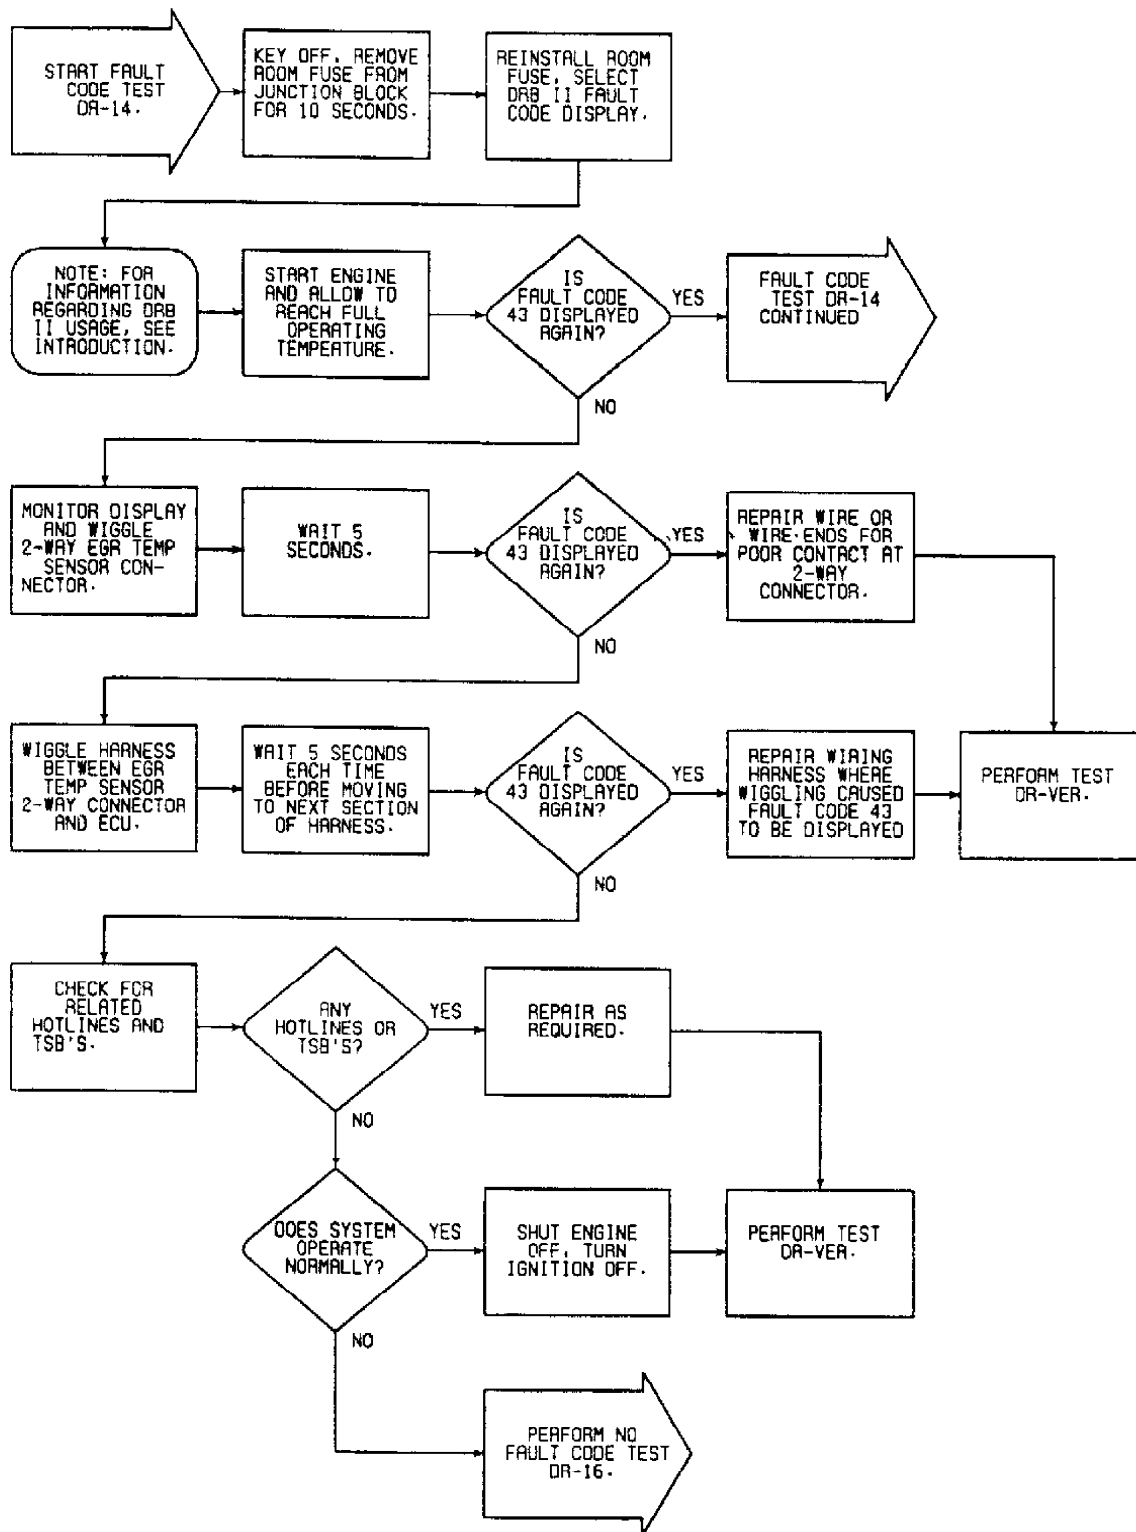 START FAULT
CODE TEST
DR-14.
KEY OFF, REMOVE
ROOM FUSE FROM
JUNCTION BLOCK
FOR 10 SECONDS.
REINSTALL ROOM
FUSE, SELECT
DRB II FAULT
CODE DISPLAY.
NOTE: FOR
INFORMATION
REGARDING DRB
II USAGE, SEE
INTRODUCTION.
START ENGINE
AND ALLOW TO
REACH FULL
OPERATING
TEMPERATURE.
IS
FAULT CODE
43 DISPLAYED
AGAIN?
YES
FAULT CODE
TEST DR-14
CONTINUED
NO
MONITOR DISPLAY
AND WIGGLE
2-WAY EGR TEMP
SENSOR CON-
NECTOR.
WAIT 5
SECONDS.
IS
FAULT CODE
43 DISPLAYED
AGAIN?
YES
REPAIR WIRE OR
WIRE ENDS FOR
POOR CONTACT AT
2-WAY
CONNECTOR.
NO
WIGGLE HARNESS
BETWEEN EGR
TEMP SENSOR
2-WAY CONNECTOR
AND ECU.
WAIT 5 SECONDS
EACH TIME
BEFORE MOVING
TO NEXT SECTION
OF HARNESS.
IS
FAULT CODE
43 DISPLAYED
AGAIN?
YES
REPAIR WIRING
HARNESS WHERE
WIGGLING CAUSED
FAULT CODE 43
TO BE DISPLAYED
PERFORM TEST
DR-VER.
NO
CHECK FOR
RELATED
HOTLINES AND
TSB'S.
ANY
HOTLINES OR
TSB'S?
YES
REPAIR AS
REQUIRED.
NO
DOES SYSTEM
OPERATE
NORMALLY?
YES
SHUT ENGINE
OFF, TURN
IGNITION OFF.
PERFORM TEST
DR-VER.
NO
PERFORM NO
FAULT CODE TEST
DR-16.